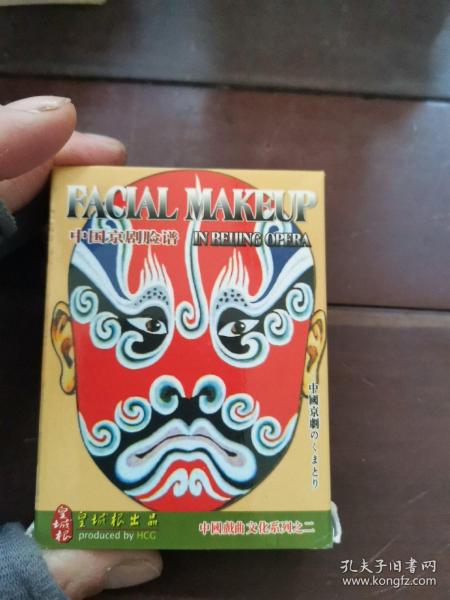 FACIAL MAKEUP
中国京剧脸谱 IN BEIJING OPERA
中國京劇のくまとり
皇城根
皇城根出品
produced by HCG
中國戲曲文化系列之二
孔夫子旧书网
www.kongfz.com